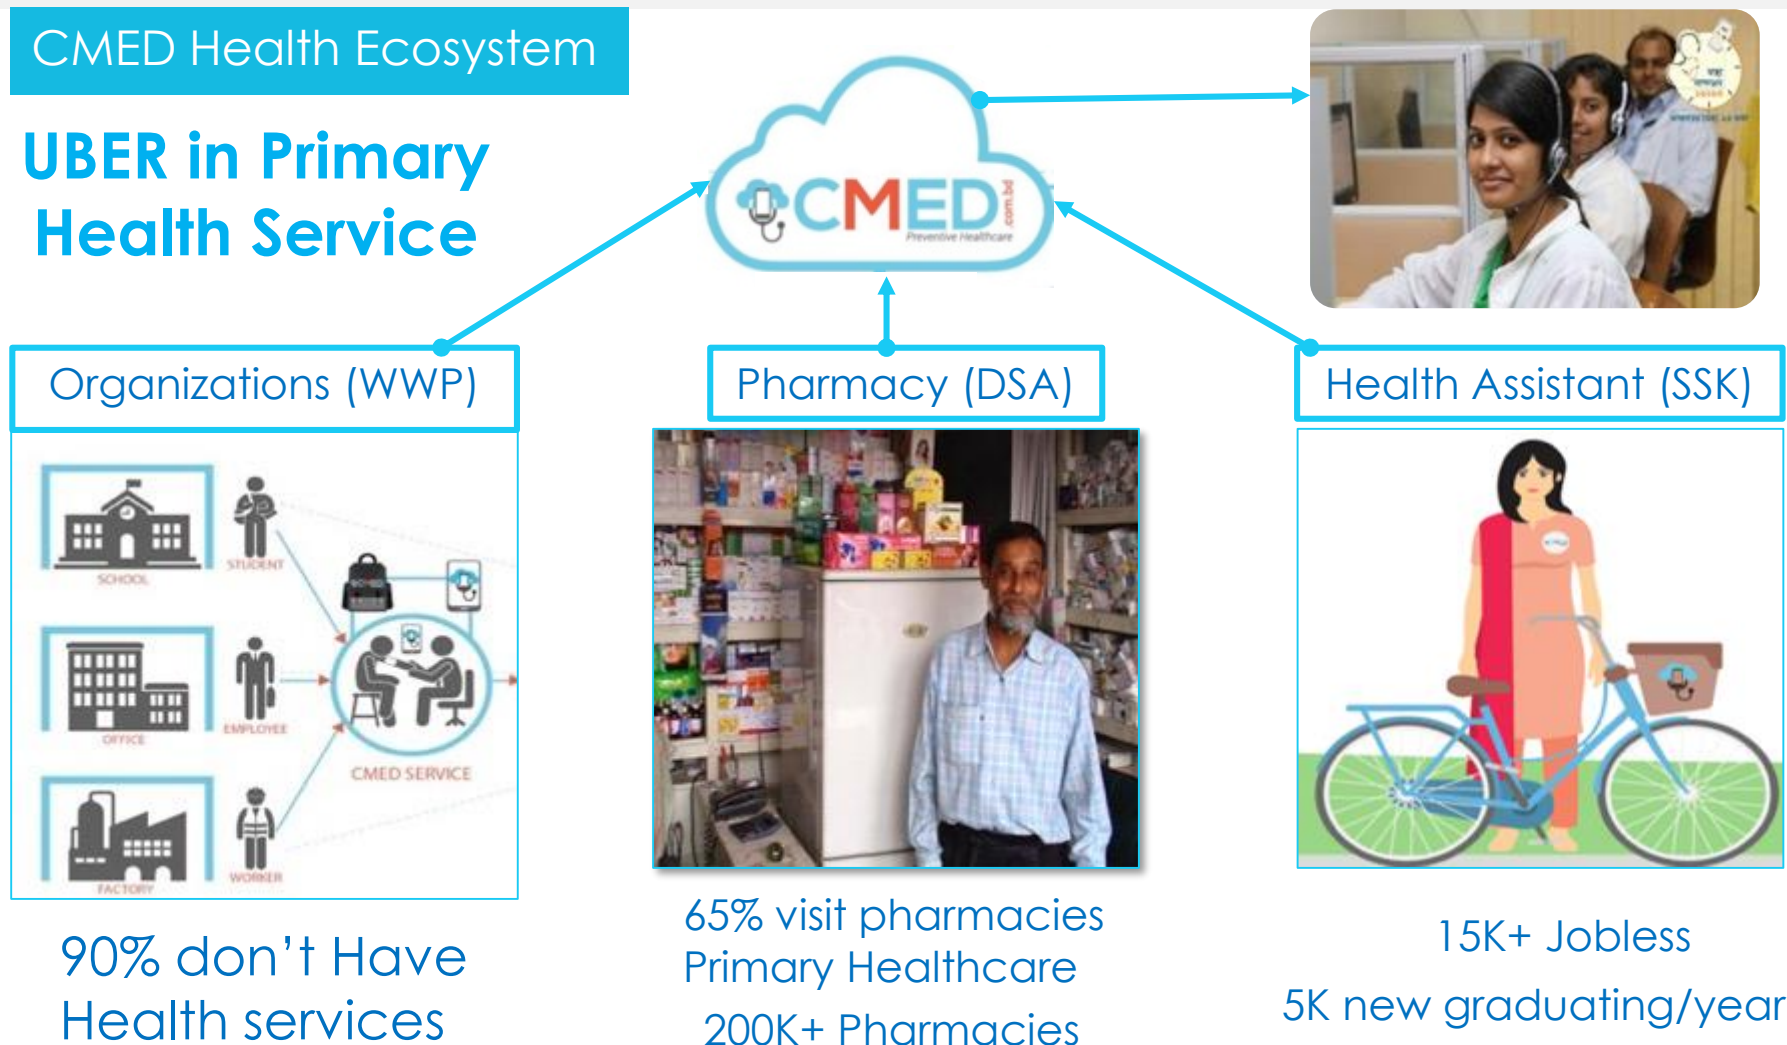 CMED Health Ecosystem
UBER in Primary
Health Service
CMED
.com.bd
Preventive Healthcare
Organizations (WWP)
Pharmacy (DSA)
Health Assistant (SSK)
SCHOOL
STUDENT
OFFICE
EMPLOYEE
FACTORY
WORKER
CMED SERVICE
90% don’t Have
Health services
65% visit pharmacies
Primary Healthcare
200K+ Pharmacies
15K+ Jobless
5K new graduating/year